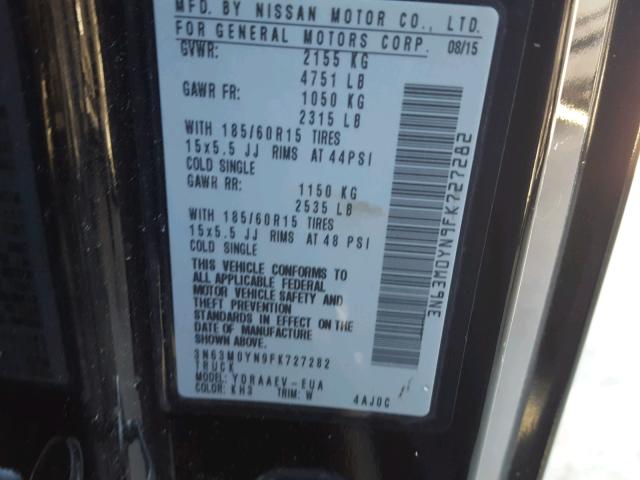 MFD. BY NISSAN MOTOR CO., LTD.
FOR GENERAL MOTORS CORP. 08/15
GVWR: 2155 KG
4751 LB
GAWR FR: 1050 KG
2315 LB
WITH 185/60R15 TIRES
15x5.5 JJ RIMS AT 44PSI
COLD SINGLE
GAWR RR: 1150 KG
2535 LB
WITH 185/60R15 TIRES
15x5.5 JJ RIMS AT 48 PSI
COLD SINGLE
THIS VEHICLE CONFORMS TO
ALL APPLICABLE FEDERAL
MOTOR VEHICLE SAFETY AND
THEFT PREVENTION
STANDARDS IN EFFECT ON THE
DATE OF MANUFACTURE
SHOWN ABOVE.
3N63M0YN9FK727282
TRUCK
MODEL: YDRAAEV-EUA
COLOR: KH3 TRIM: W 4AJ0C
3N63M0YN9FK727282